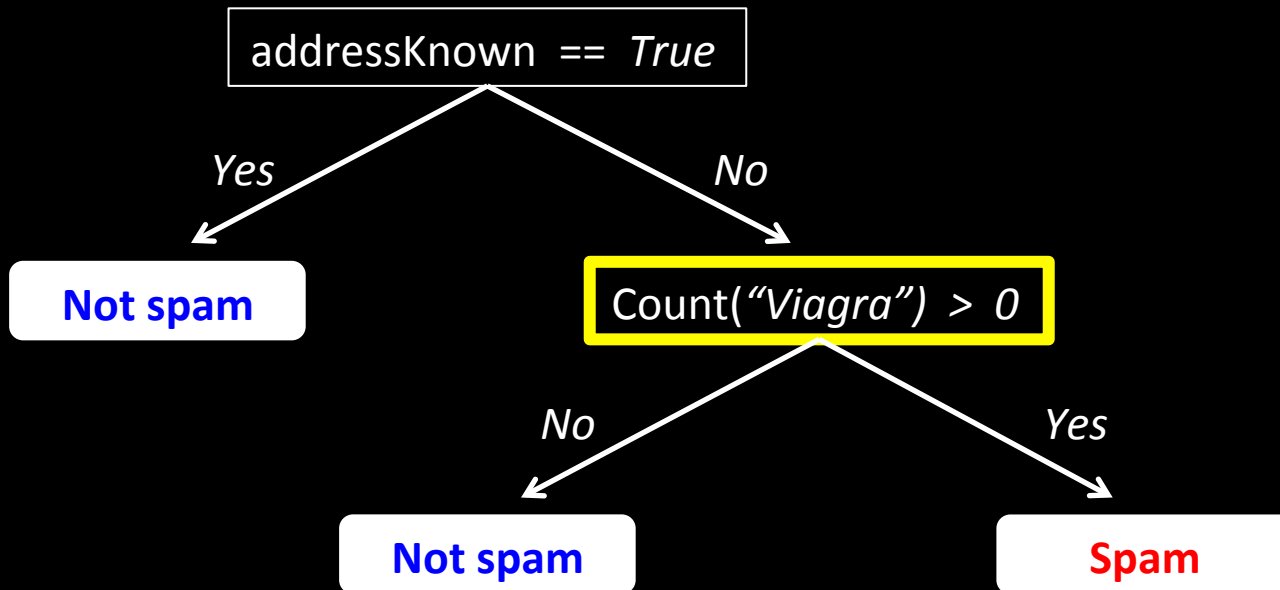 addressKnown == True
Yes
No
Not spam
Count(“Viagra”) > 0
No
Yes
Not spam
Spam